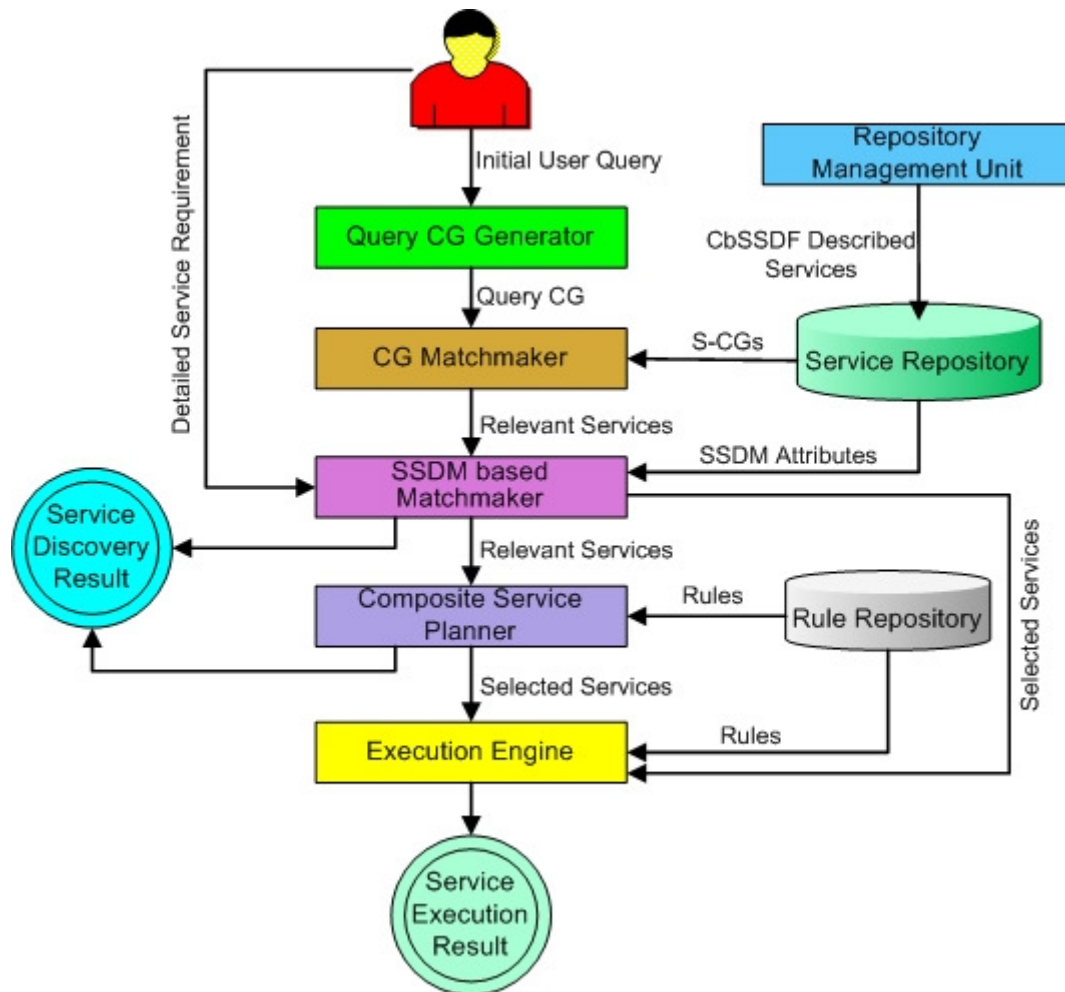 Initial User Query
Repository
Management Unit
Detailed Service Requirement
Query CG Generator
CbSSDF Described
Services
Query CG
CG Matchmaker
S-CGs
Service Repository
Relevant Services
SSDM Attributes
SSDM based
Matchmaker
Service
Discovery
Result
Relevant Services
Selected Services
Composite Service
Planner
Rules
Rule Repository
Selected Services
Execution Engine
Rules
Service
Execution
Result